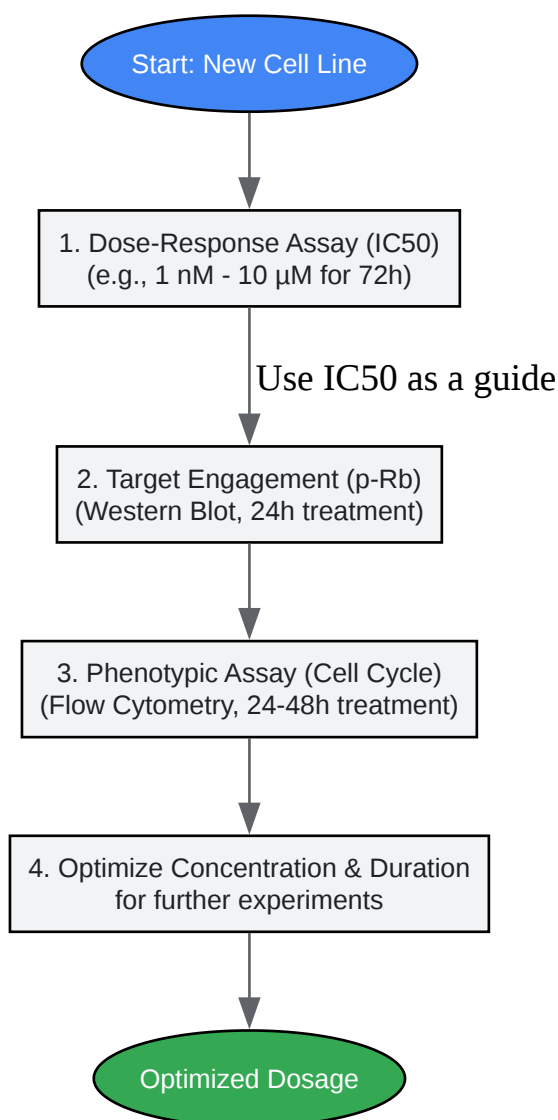 Start: New Cell Line
1. Dose-Response Assay (IC50)
(e.g., 1 nM - 10 µM for 72h)
Use IC50 as a guide
2. Target Engagement (p-Rb)
(Western Blot, 24h treatment)
3. Phenotypic Assay (Cell Cycle)
(Flow Cytometry, 24-48h treatment)
4. Optimize Concentration & Duration
for further experiments
Optimized Dosage